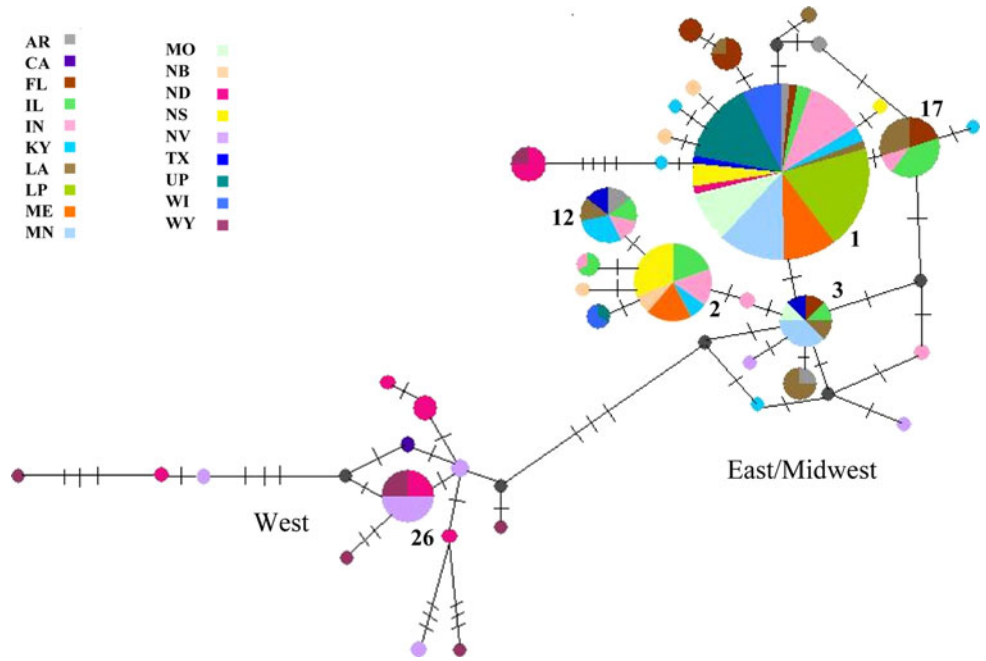 AR
CA
FL
IL
IN
KY
LA
LP
ME
MN
MO
NB
ND
NS
NV
TX
UP
WI
WY
17
1
12
2
3
East/Midwest
West
26